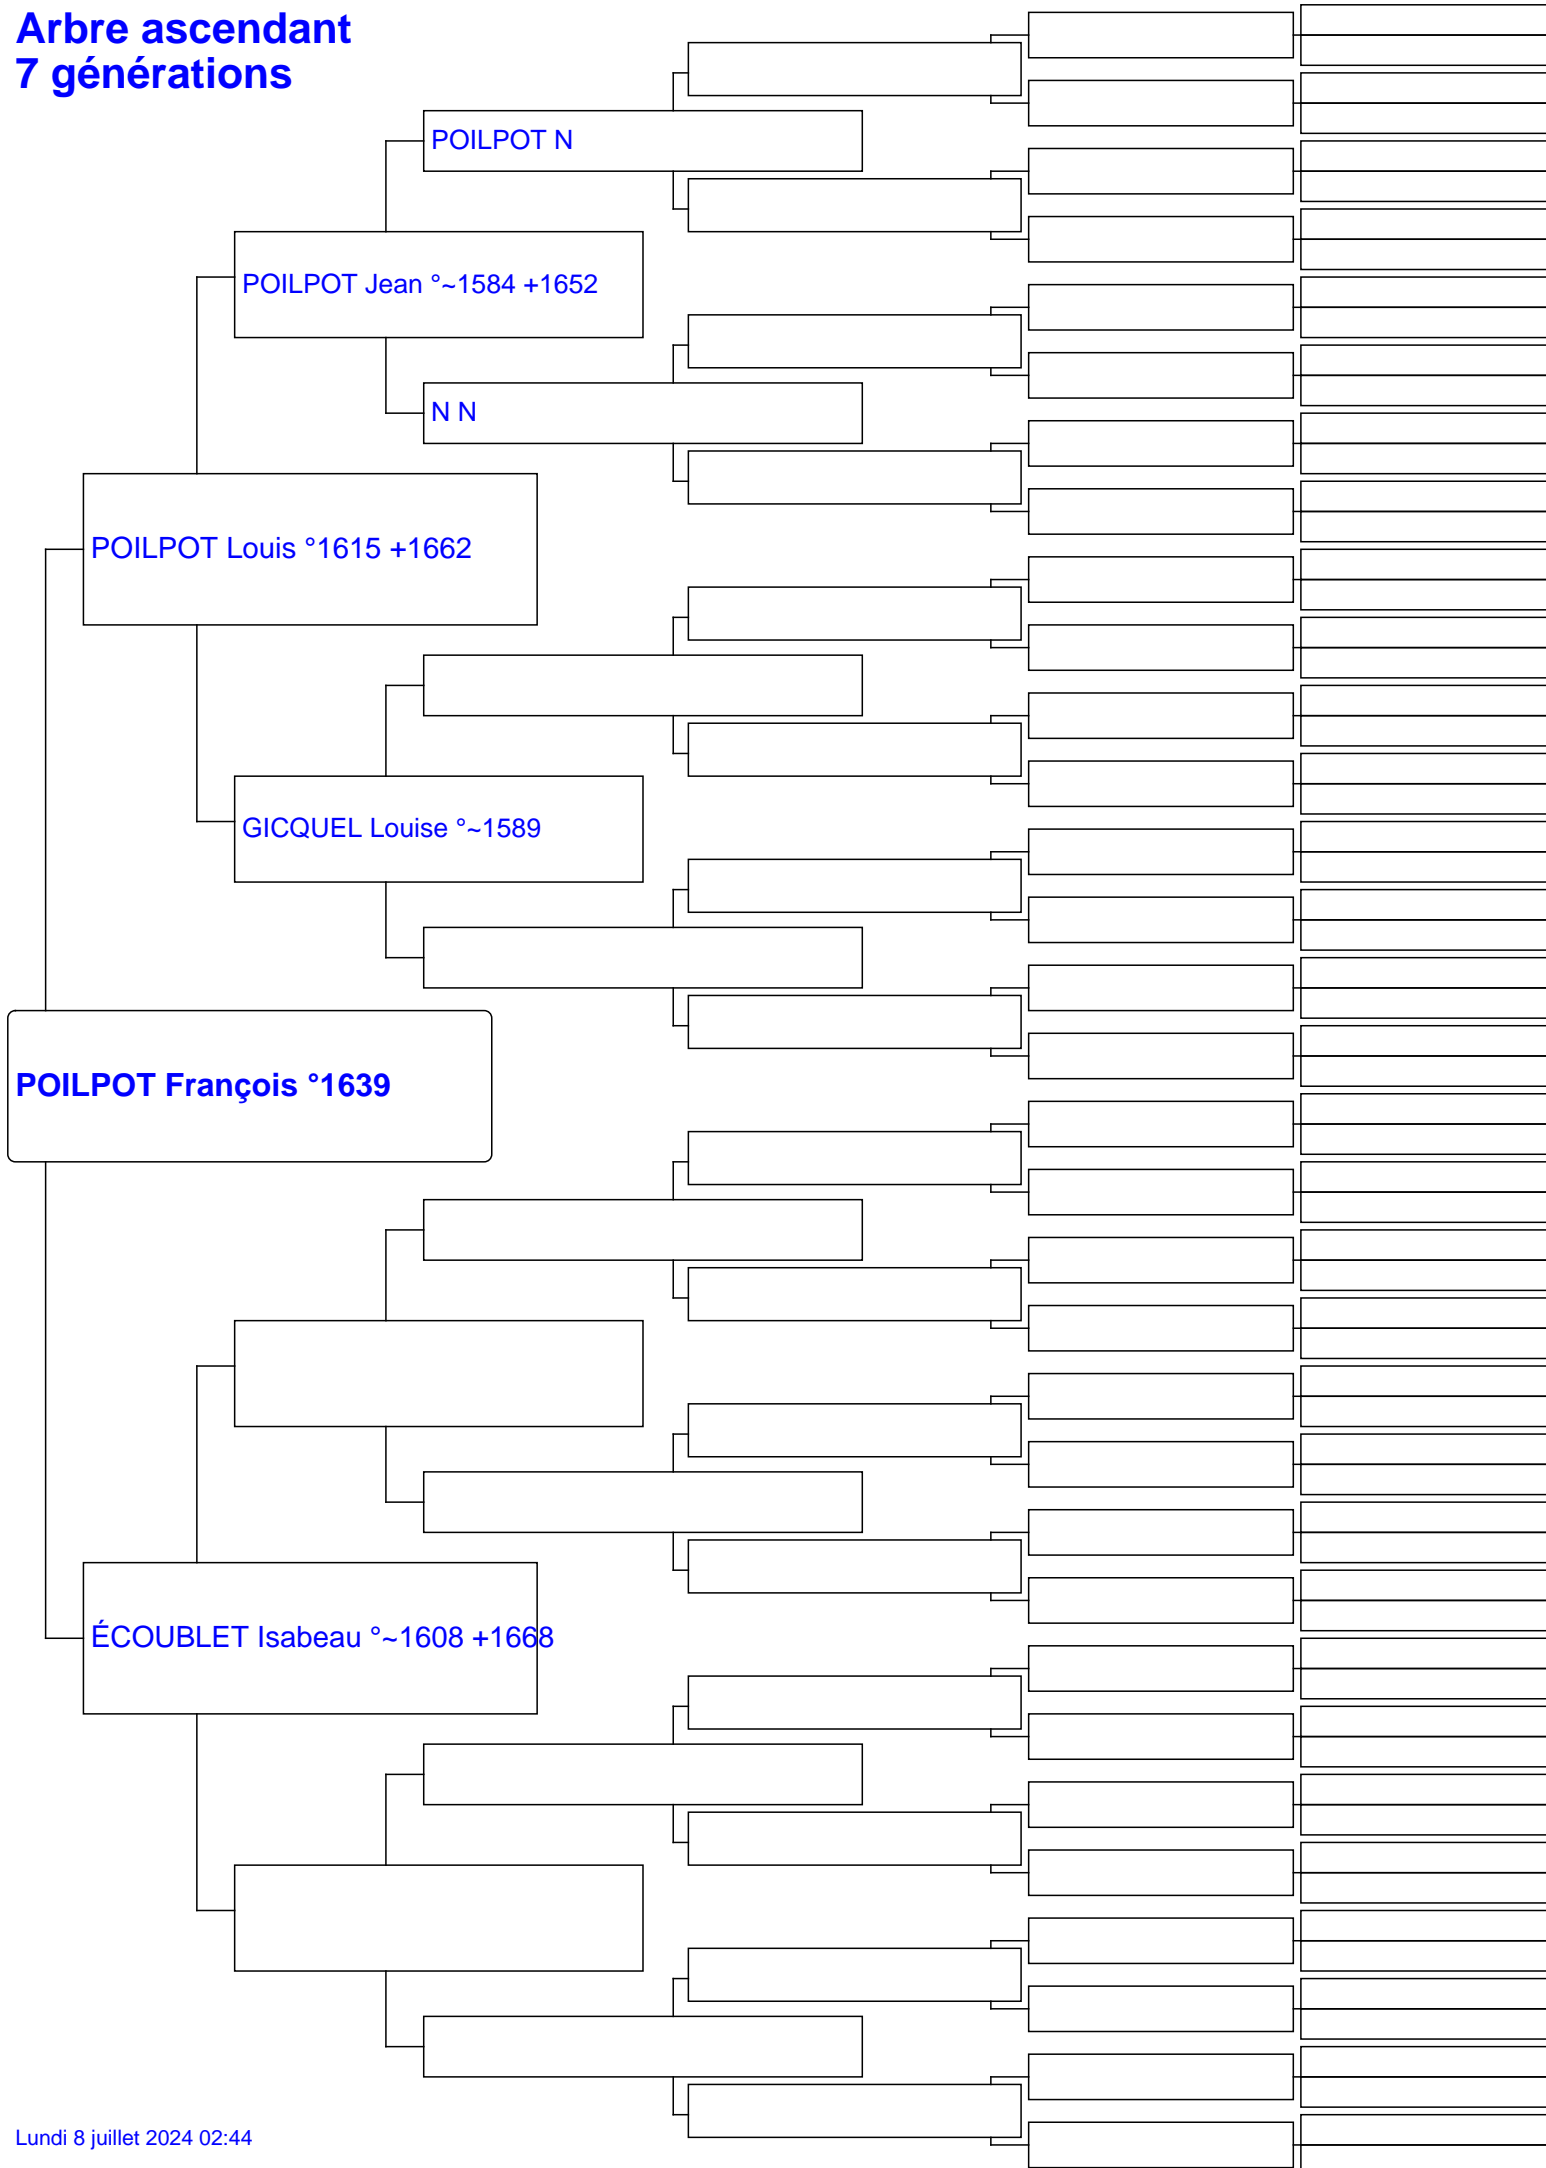 Arbre ascendant
7 générations
POILPOT N
POILPOT Jean °~1584 +1652
N N
POILPOT Louis °1615 +1662
GICQUEL Louise °~1589
POILPOT François °1639
ÉCOUBLET Isabeau °~1608 +1668
Lundi 8 juillet 2024 02:44